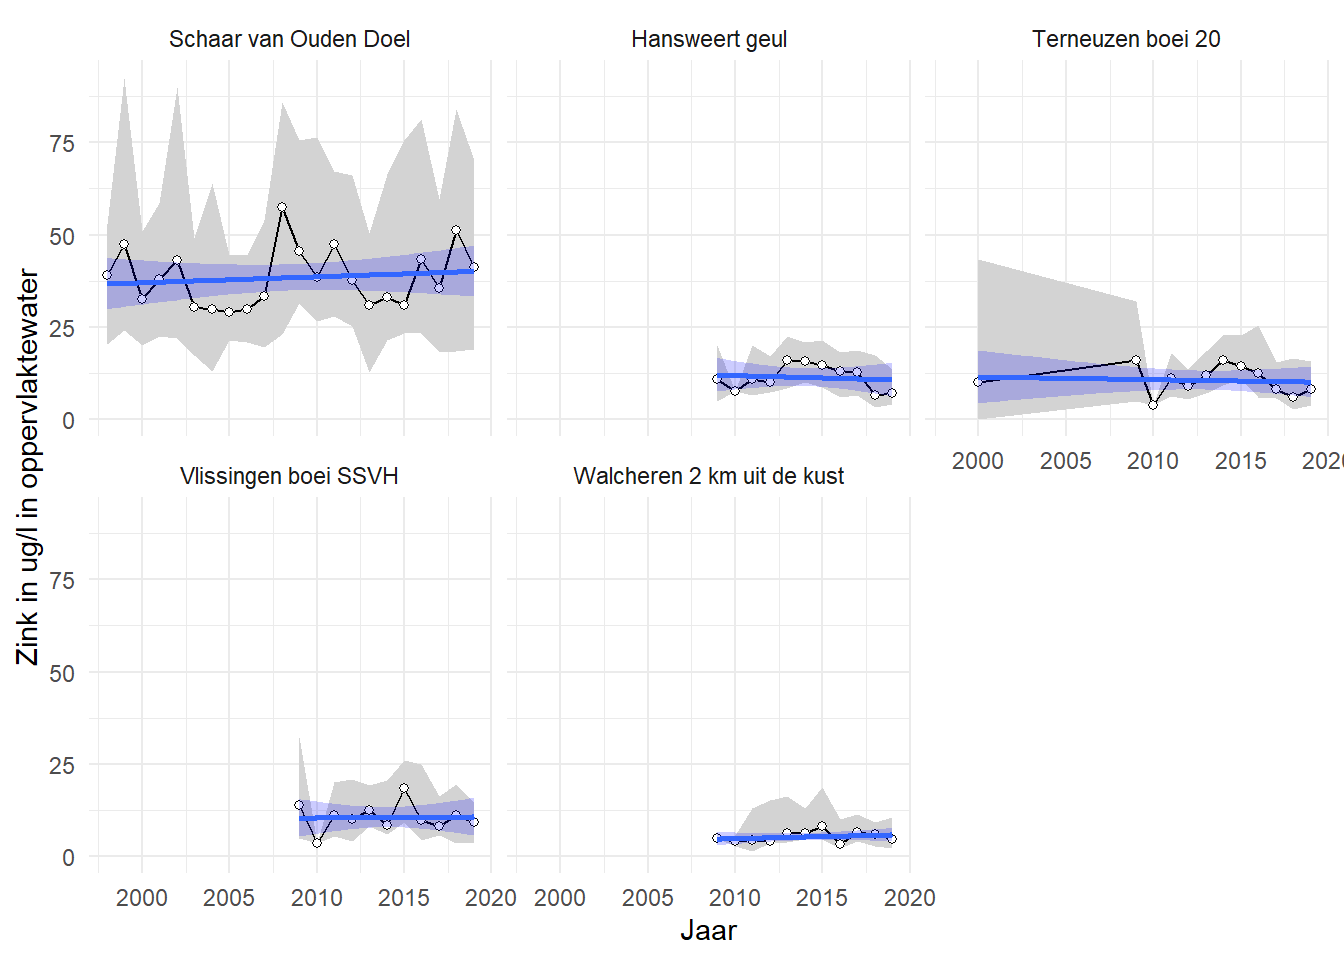 Schaar van Ouden Doel
Hansweert geul
Terneuzen boei 20
75
50
25
0
2000 2005 2010 2015 2020
Vlissingen boei SSVH
Walcheren 2 km uit de kust
75
50
25
0
2000 2005 2010 2015 2020
2000 2005 2010 2015 2020
Jaar
Zink in ug/l in oppervlaktewater